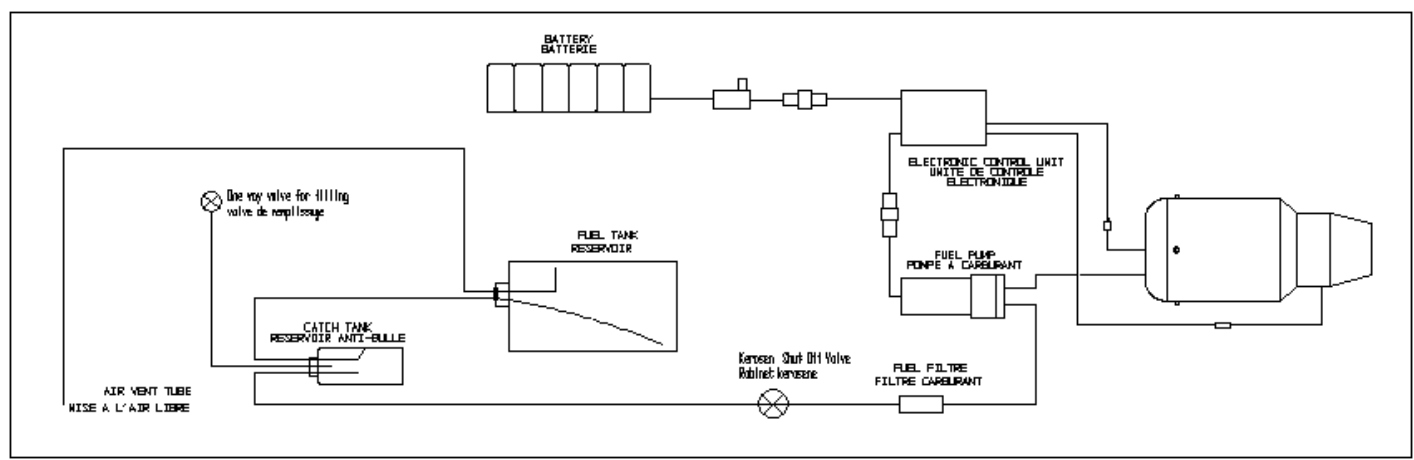 BATTERY
BATTERIE
ELECTRONIC CONTROL UNIT
UNITE DE CONTROLE
ELECTRONIQUE
One way valve for filling
valve de remplissage
FUEL TANK
RESERVOIR
FUEL PUMP
POMPE A CARBURANT
CATCH TANK
RESERVOIR ANTI-BULLE
Kerosen Shut Off Valve
Robinet kerosene
FUEL FILTRE
FILTRE CARBURANT
AIR VENT TUBE
MISE A L'AIR LIBRE